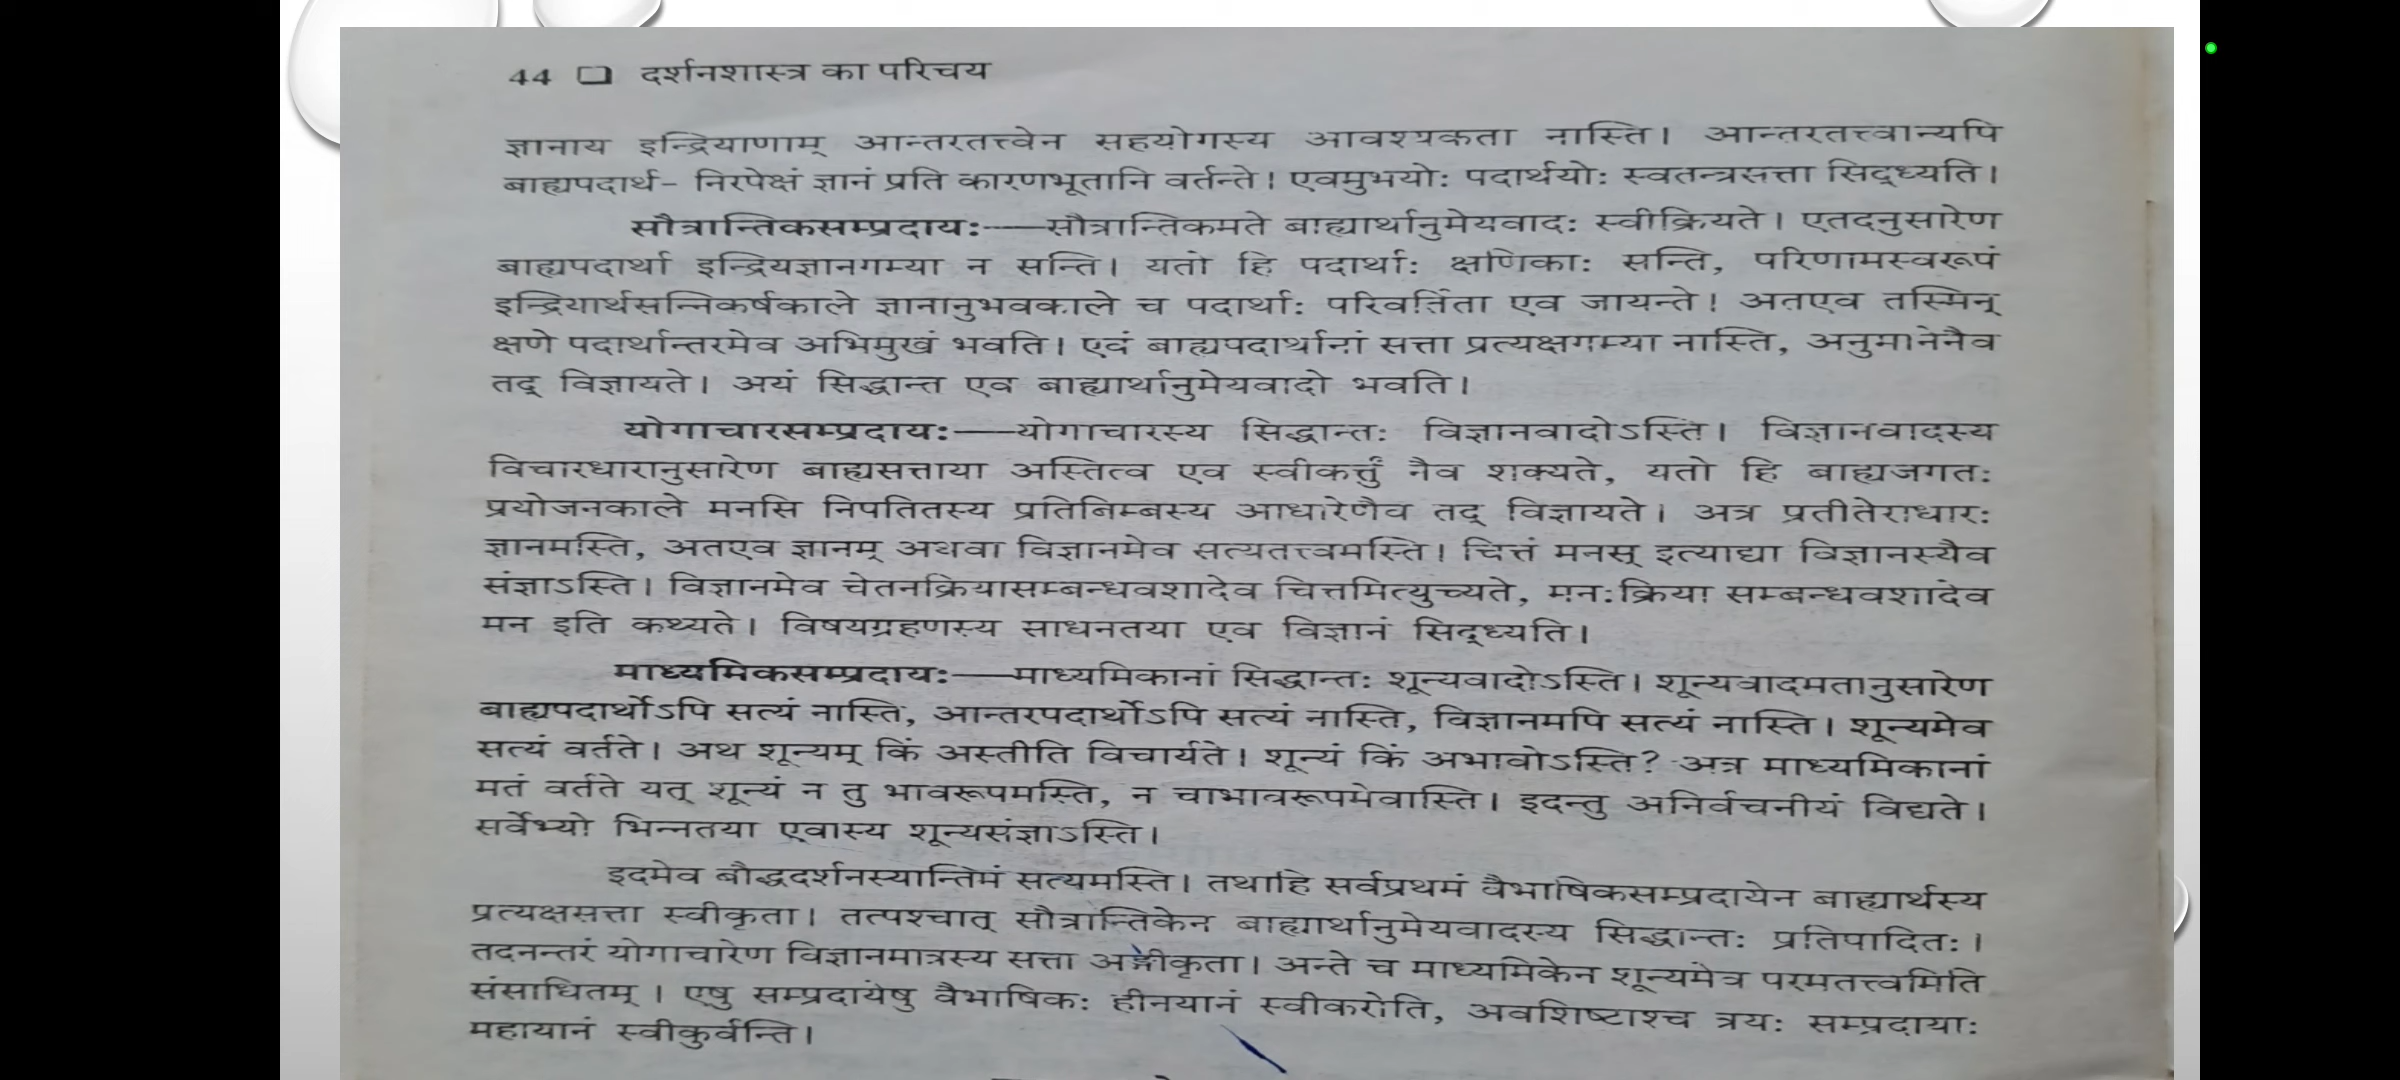 44 ❏ दर्शनशास्त्र का परिचय
ज्ञानाय इन्द्रियाणाम् आन्तरतत्त्वेन सहयोगस्य आवश्यकता नास्ति। आन्तरतत्त्वान्यपि
बाह्यपदार्थ- निरपेक्षं ज्ञानं प्रति कारणभूतानि वर्तन्ते। एवमुभयोः पदार्थयोः स्वतन्त्रसत्ता सिद्ध्यति।
सौत्रान्तिकसम्प्रदायः—सौत्रान्तिकमते बाह्यार्थानुमेयवादः स्वीक्रियते। एतदनुसारेण
बाह्यपदार्था इन्द्रियज्ञानगम्या न सन्ति। यतो हि पदार्थाः क्षणिकाः सन्ति, परिणामस्वरूपं
इन्द्रियार्थसन्निकर्षकाले ज्ञानानुभवकाले च पदार्थाः परिवर्तिता एव जायन्ते! अतएव तस्मिन्
क्षणे पदार्थान्तरमेव अभिमुखं भवति। एवं बाह्यपदार्थानां सत्ता प्रत्यक्षगम्या नास्ति, अनुमानेनैव
तद् विज्ञायते। अयं सिद्धान्त एव बाह्यार्थानुमेयवादो भवति।
योगाचारसम्प्रदायः—योगाचारस्य सिद्धान्तः विज्ञानवादोऽस्ति। विज्ञानवादस्य
विचारधारानुसारेण बाह्यसत्ताया अस्तित्व एव स्वीकर्त्तुं नैव शक्यते, यतो हि बाह्यजगतः
प्रयोजनकाले मनसि निपतितस्य प्रतिबिम्बस्य आधारेणैव तद् विज्ञायते। अत्र प्रतीतेराधारः
ज्ञानमस्ति, अतएव ज्ञानम् अथवा विज्ञानमेव सत्यतत्त्वमस्ति। चित्तं मनस् इत्याद्या विज्ञानस्यैव
संज्ञाऽस्ति। विज्ञानमेव चेतनक्रियासम्बन्धवशादेव चित्तमित्युच्यते, मनःक्रिया सम्बन्धवशादेव
मन इति कथ्यते। विषयग्रहणस्य साधनतया एव विज्ञानं सिद्ध्यति।
माध्यमिकसम्प्रदायः—माध्यमिकानां सिद्धान्तः शून्यवादोऽस्ति। शून्यवादमतानुसारेण
बाह्यपदार्थोऽपि सत्यं नास्ति, आन्तरपदार्थोऽपि सत्यं नास्ति, विज्ञानमपि सत्यं नास्ति। शून्यमेव
सत्यं वर्तते। अथ शून्यम् किं अस्तीति विचार्यते। शून्यं किं अभावोऽस्ति? अत्र माध्यमिकानां
मतं वर्तते यत् शून्यं न तु भावरूपमस्ति, न चाभावरूपमेवास्ति। इदन्तु अनिर्वचनीयं विद्यते।
सर्वेभ्यो भिन्नतया एवास्य शून्यसंज्ञाऽस्ति।
इदमेव बौद्धदर्शनस्यान्तिमं सत्यमस्ति। तथाहि सर्वप्रथमं वैभाषिकसम्प्रदायेन बाह्यार्थस्य
प्रत्यक्षसत्ता स्वीकृता। तत्पश्चात् सौत्रान्तिकेन बाह्यार्थानुमेयवादस्य सिद्धान्तः प्रतिपादितः।
तदनन्तरं योगाचारेण विज्ञानमात्रस्य सत्ता अङ्गीकृता। अन्ते च माध्यमिकेन शून्यमेव परमतत्त्वमिति
संसाधितम्। एषु सम्प्रदायेषु वैभाषिकः हीनयानं स्वीकरोति, अवशिष्टाश्च त्रयः सम्प्रदायाः
महायानं स्वीकुर्वन्ति।